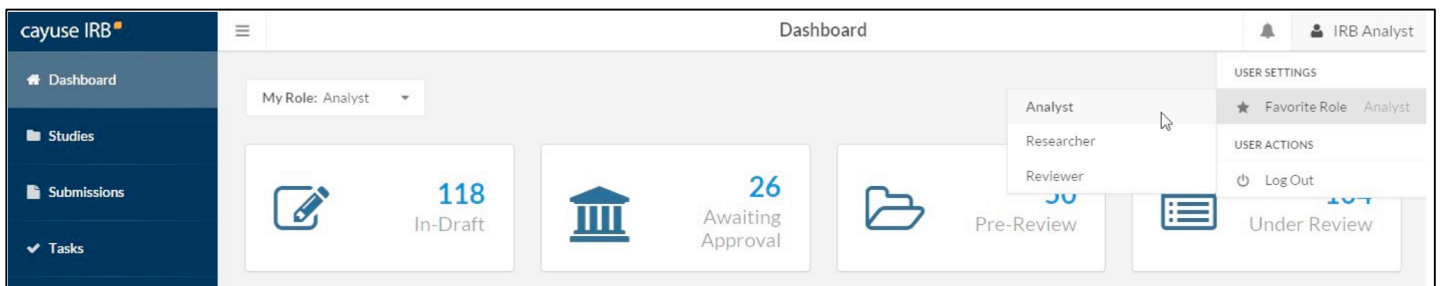 cayuse IRB
Dashboard
IRB Analyst
Dashboard
Studies
Submissions
Tasks
My Role: Analyst
USER SETTINGS
Favorite Role Analyst
USER ACTIONS
Log Out
Analyst
Researcher
Reviewer
118
In-Draft
26
Awaiting
Approval
Pre-Review
Under Review